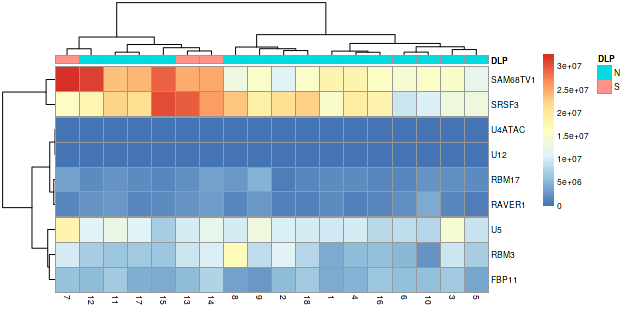 DLP DLP
SAM68TV1 3e+07 N
SRSF3 2.5e+07 S
U4ATAC 2e+07
U12 1.5e+07
RBM17 1e+07
RAVER1 5e+06
U5 0
RBM3
FBP11
7 12 11 17 15 13 14 8 9 2 18 1 4 16 6 10 3 5